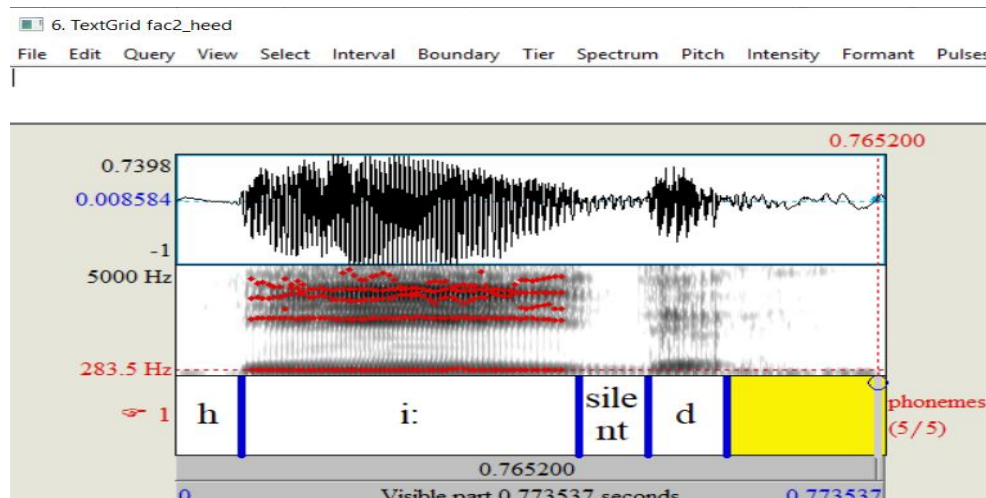 6. TextGrid fac2_heed
File Edit Query View Select Interval Boundary Tier Spectrum Pitch Intensity Formant Pulses
0.765200
0.7398
0.008584
-1
5000 Hz
283.5 Hz
☞ 1
h
i:
sile
nt
d
phonemes
(5/5)
0.765200
0 Visible part 0.773537 seconds 0.773537